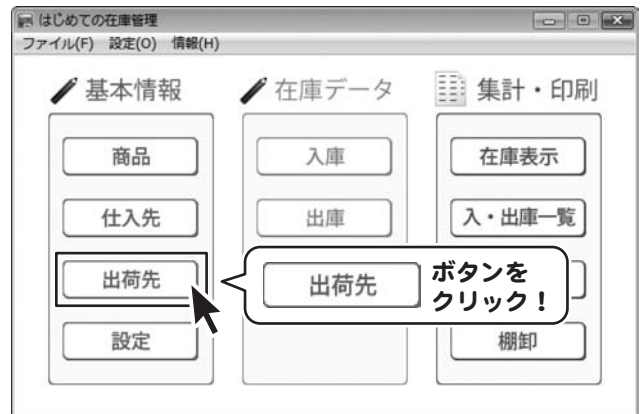 はじめての在庫管理
ファイル(F) 設定(O) 情報(H)
基本情報
商品
仕入先
出荷先
設定
在庫データ
入庫
出庫
出荷先
ボタンを
クリック！
集計・印刷
在庫表示
入・出庫一覧
棚卸